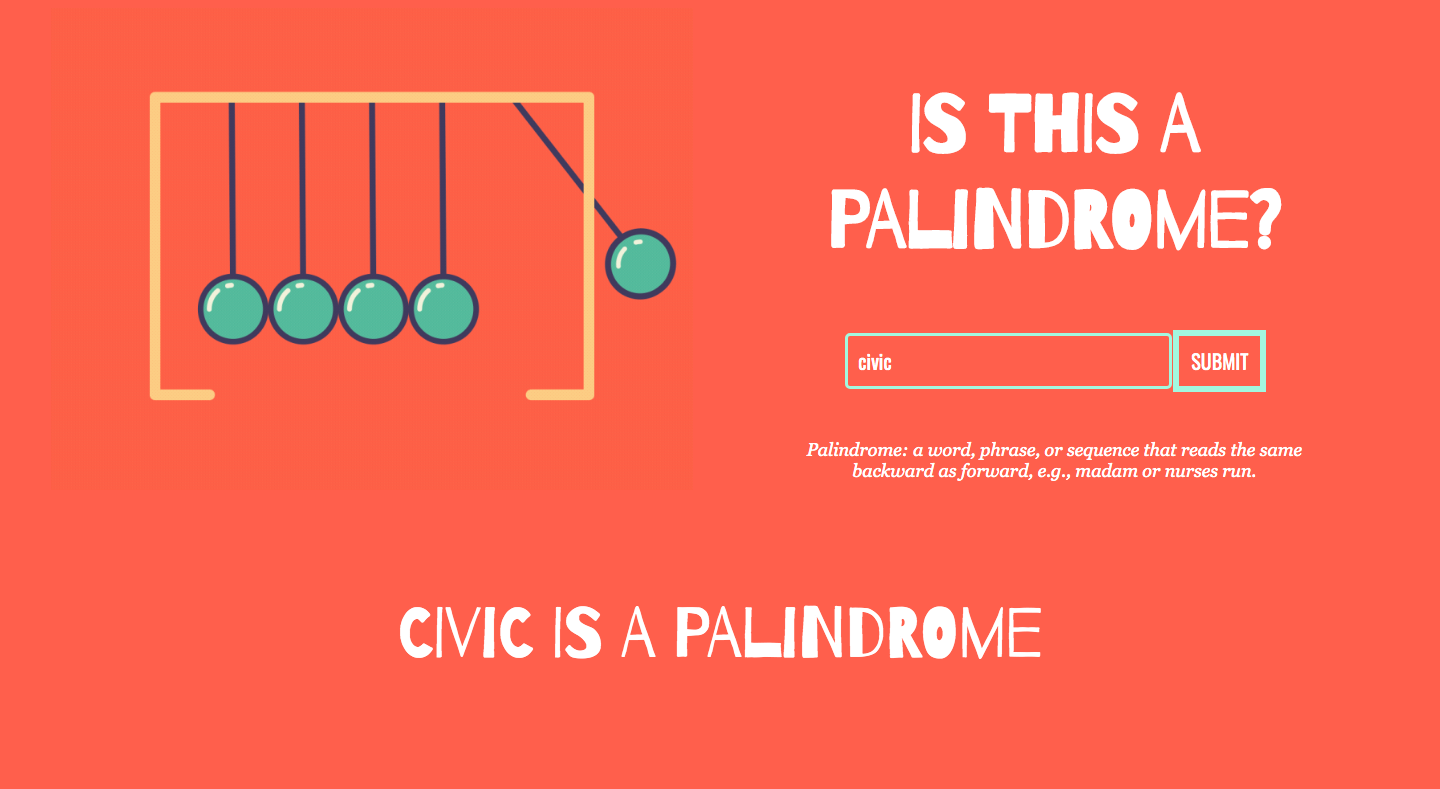 IS THIS A
PALINDROME?
civic
SUBMIT
Palindrome: a word, phrase, or sequence that reads the same
backward as forward, e.g., madam or nurses run.
CIVIC IS A PALINDROME